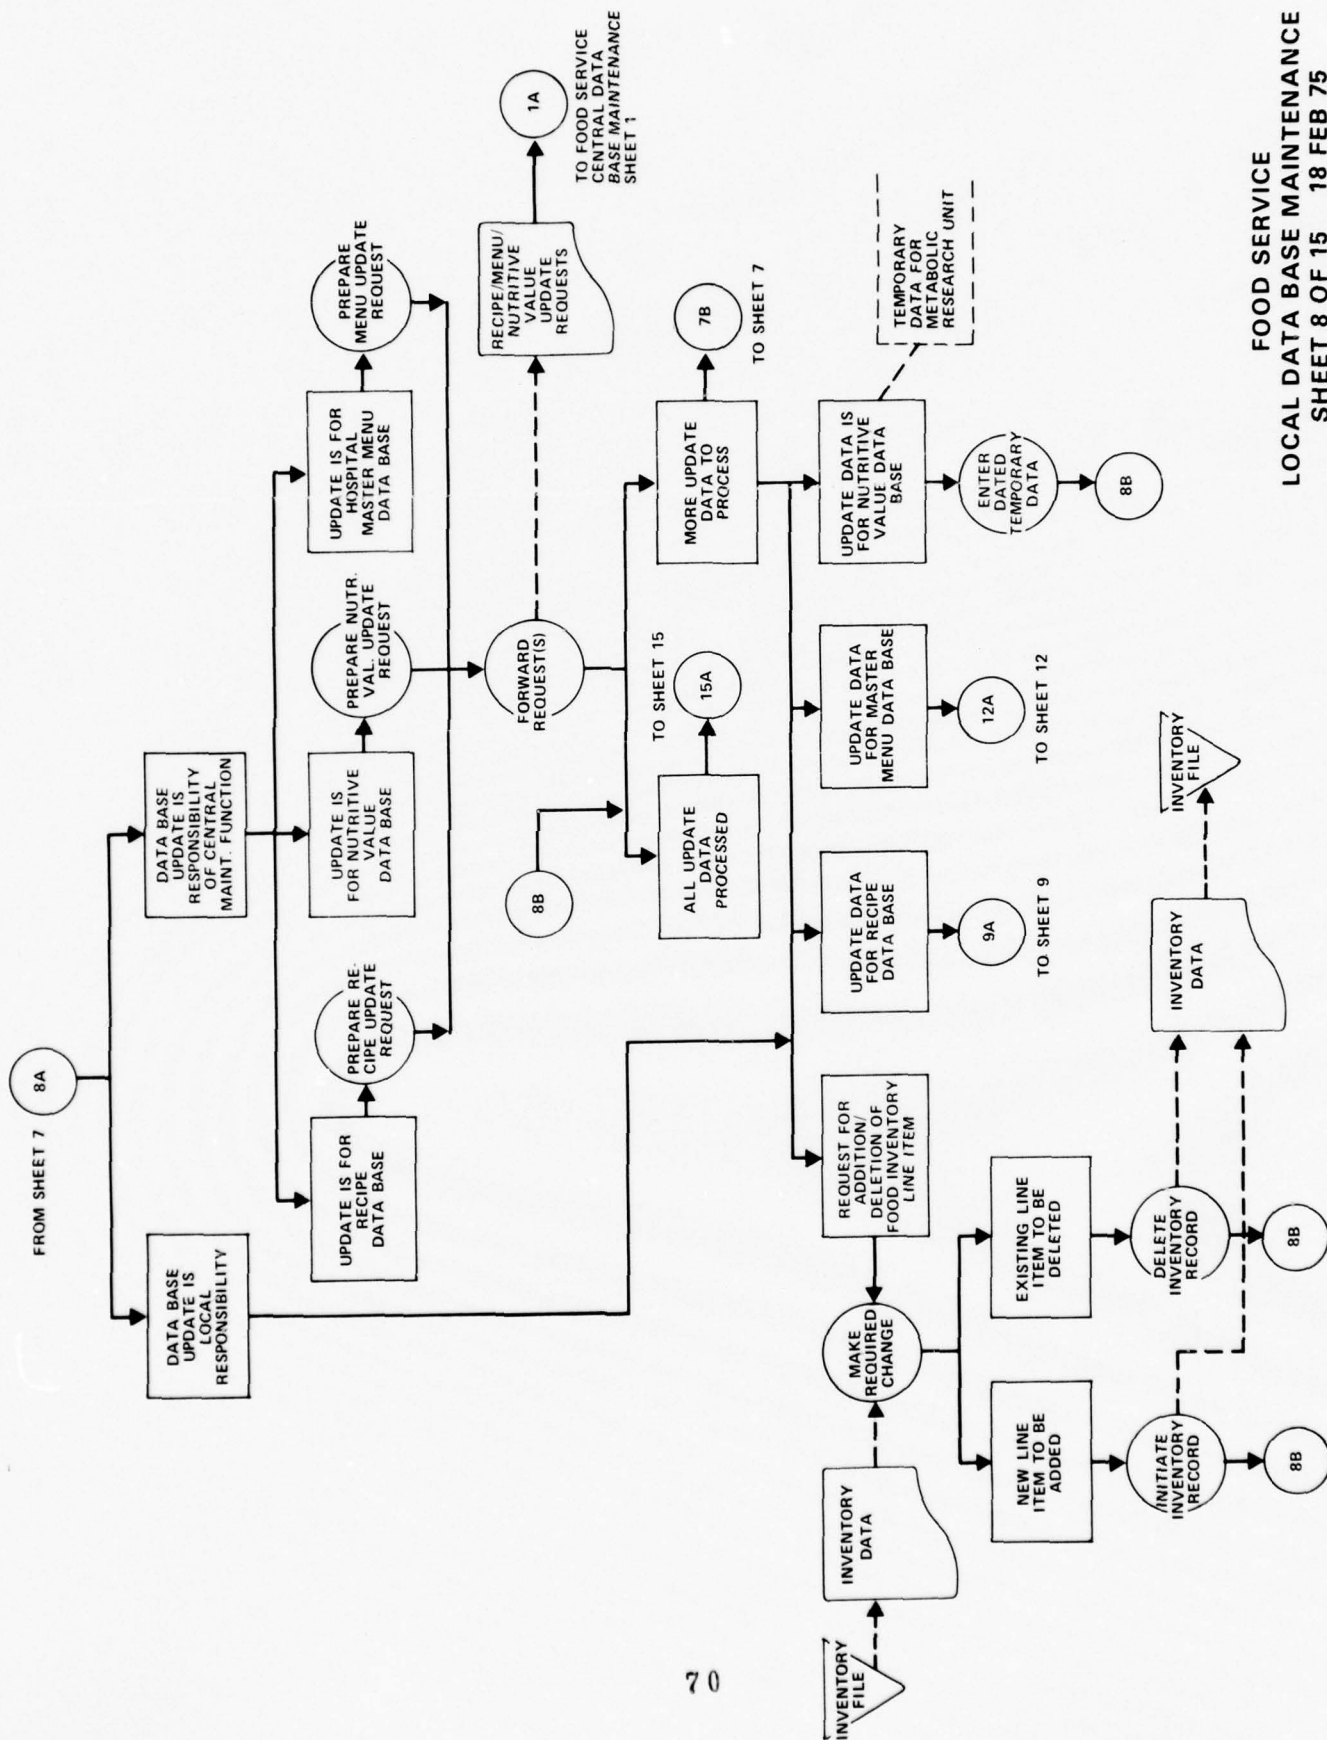 FROM SHEET 7
8A
DATA BASE
UPDATE IS
LOCAL
RESPONSIBILITY
DATA BASE
UPDATE IS
RESPONSIBILITY
OF CENTRAL
MAINT. FUNCTION
UPDATE IS FOR
RECIPE
DATA BASE
PREPARE RE-
CIPE UPDATE
REQUEST
UPDATE IS
FOR NUTRITIVE
VALUE
DATA BASE
PREPARE NUTR.
VAL. UPDATE
REQUEST
UPDATE IS FOR
HOSPITAL
MASTER MENU
DATA BASE
PREPARE
MENU UPDATE
REQUEST
FORWARD
REQUEST(S)
RECIPE/MENU/
NUTRITIVE
VALUE
UPDATE
REQUESTS
1A
TO FOOD SERVICE
CENTRAL DATA
BASE MAINTENANCE
SHEET 1
8B
ALL UPDATE
DATA
PROCESSED
15A
TO SHEET 15
MORE UPDATE
DATA TO
PROCESS
7B
TO SHEET 7
REQUEST FOR
ADDITION/
DELETION OF
FOOD INVENTORY
LINE ITEM
UPDATE DATA
FOR RECIPE
DATA BASE
9A
TO SHEET 9
UPDATE DATA
FOR MASTER
MENU DATA BASE
12A
TO SHEET 12
UPDATE DATA IS
FOR NUTRITIVE
VALUE DATA
BASE
TEMPORARY
DATA FOR
METABOLIC
RESEARCH UNIT
ENTER
DATED
TEMPORARY
DATA
8B
INVENTORY
FILE
INVENTORY
DATA
MAKE
REQUIRED
CHANGE
NEW LINE
ITEM TO BE
ADDED
INITIATE
INVENTORY
RECORD
8B
EXISTING LINE
ITEM TO BE
DELETED
DELETE
INVENTORY
RECORD
8B
INVENTORY
DATA
INVENTORY
FILE
FOOD SERVICE
LOCAL DATA BASE MAINTENANCE
SHEET 8 OF 15 18 FEB 75
70